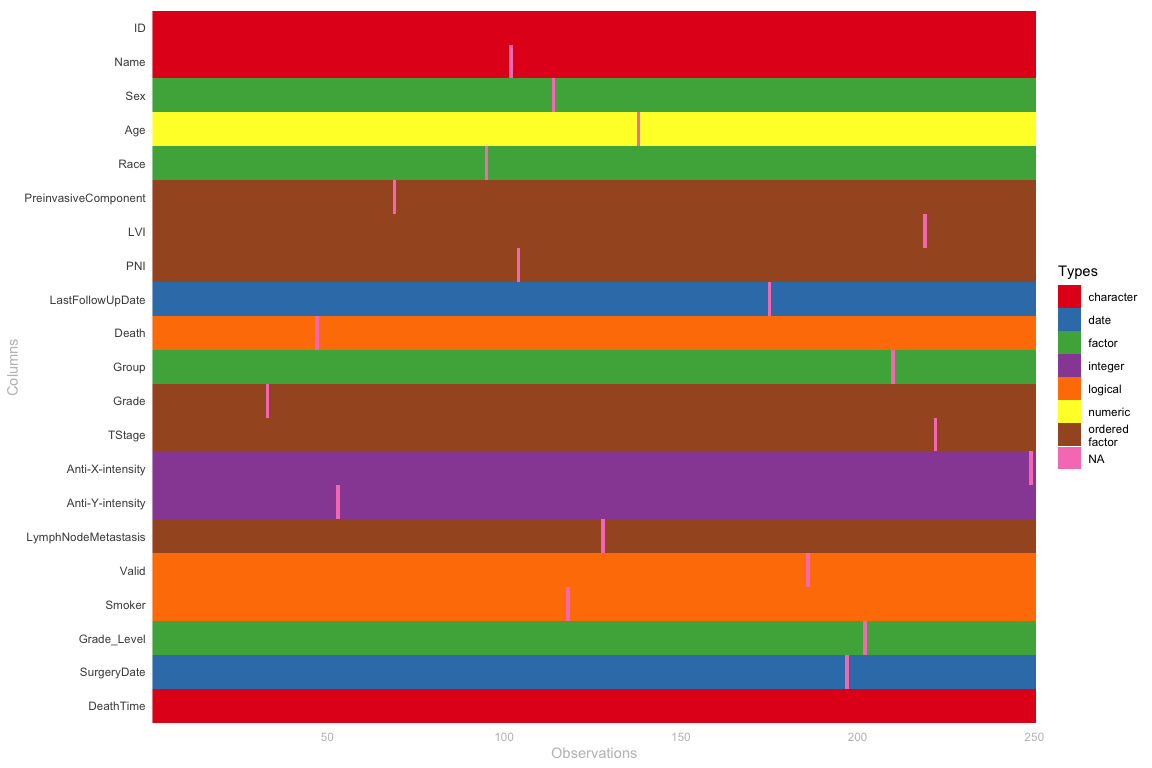 ID
Name
Sex
Age
Race
PreinvasiveComponent
LVI
PNI
LastFollowUpDate
Death
Group
Grade
TStage
Anti-X-intensity
Anti-Y-intensity
LymphNodeMetastasis
Valid
Smoker
Grade_Level
SurgeryDate
DeathTime
Columns
50 100 150 200 250
Observations
Types
character
date
factor
integer
logical
numeric
ordered
factor
NA